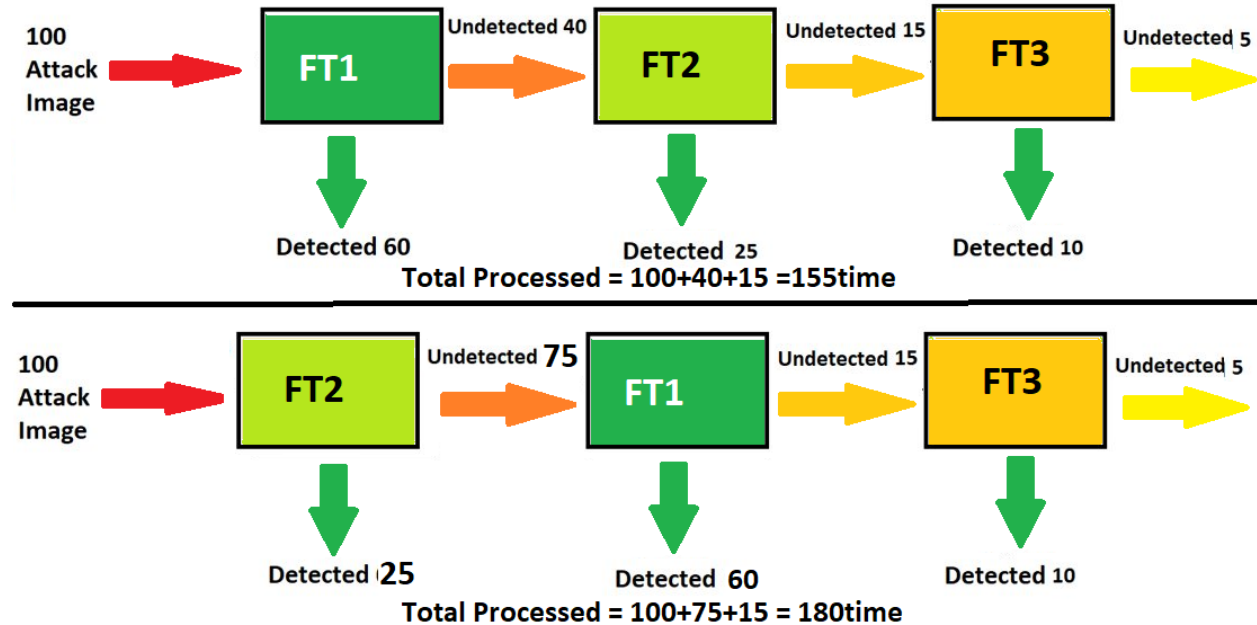 100
Attack
Image
FT1
Undetected 40
FT2
Undetected 15
FT3
Undetected 5
Detected 60
Detected 25
Detected 10
Total Processed = 100+40+15 =155time
100
Attack
Image
FT2
Undetected 75
FT1
Undetected 15
FT3
Undetected 5
Detected 25
Detected 60
Detected 10
Total Processed = 100+75+15 = 180time